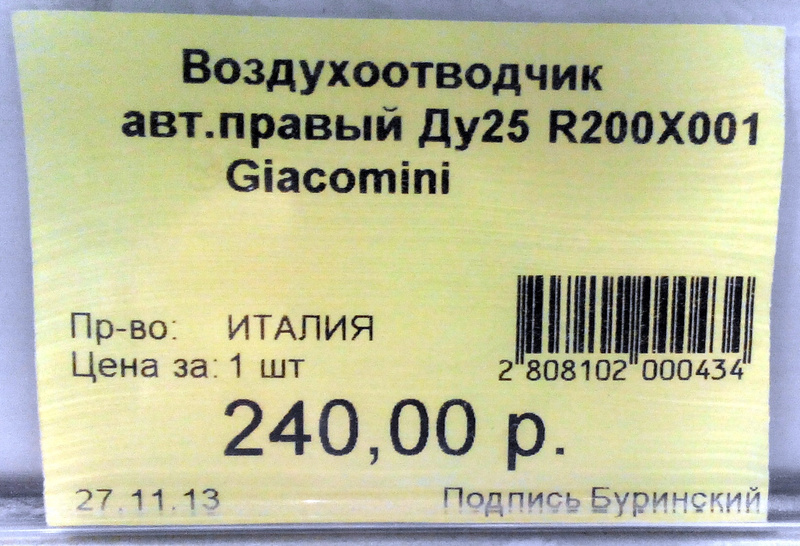 Воздухоотводчик
авт.правый Ду25 R200X001
Giacomini
Пр-во: ИТАЛИЯ
Цена за: 1 шт
2 808102 000434
240,00 р.
27.11.13 Подпись Буринский